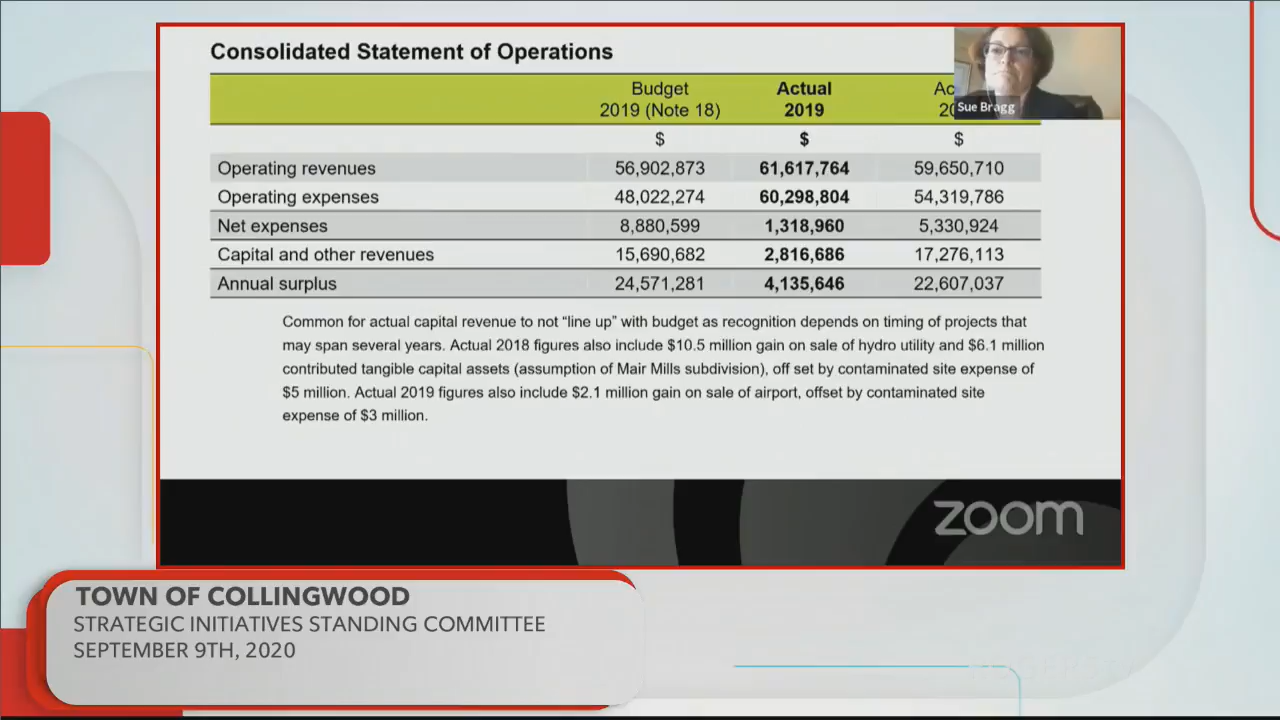 Consolidated Statement of Operations
Budget Actual
2019 (Note 18) 2019
Sue Bragg
$ $ $
Operating revenues 56,902,873 61,617,764 59,650,710
Operating expenses 48,022,274 60,298,804 54,319,786
Net expenses 8,880,599 1,318,960 5,330,924
Capital and other revenues 15,690,682 2,816,686 17,276,113
Annual surplus 24,571,281 4,135,646 22,607,037
Common for actual capital revenue to not “line up” with budget as recognition depends on timing of projects that
may span several years. Actual 2018 figures also include $10.5 million gain on sale of hydro utility and $6.1 million
contributed tangible capital assets (assumption of Mair Mills subdivision), off set by contaminated site expense of
$5 million. Actual 2019 figures also include $2.1 million gain on sale of airport, offset by contaminated site
expense of $3 million.
zoom
TOWN OF COLLINGWOOD
STRATEGIC INITIATIVES STANDING COMMITTEE
SEPTEMBER 9TH, 2020